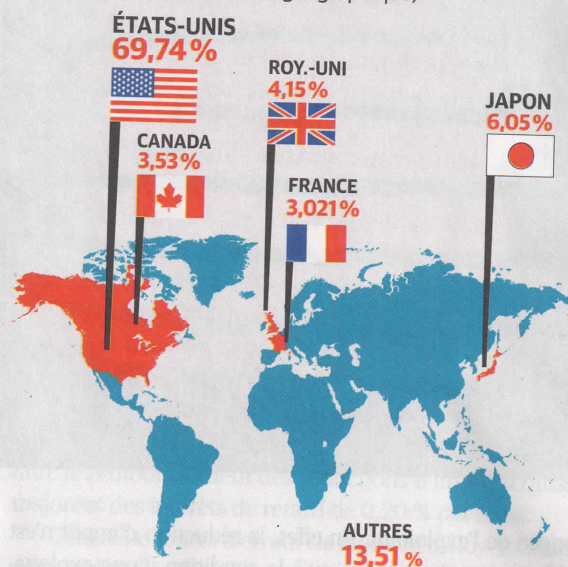 ÉTATS-UNIS
69,74 %
ROY.-UNI
4,15 %
JAPON
6,05 %
CANADA
3,53 %
FRANCE
3,021 %
AUTRES
13,51 %